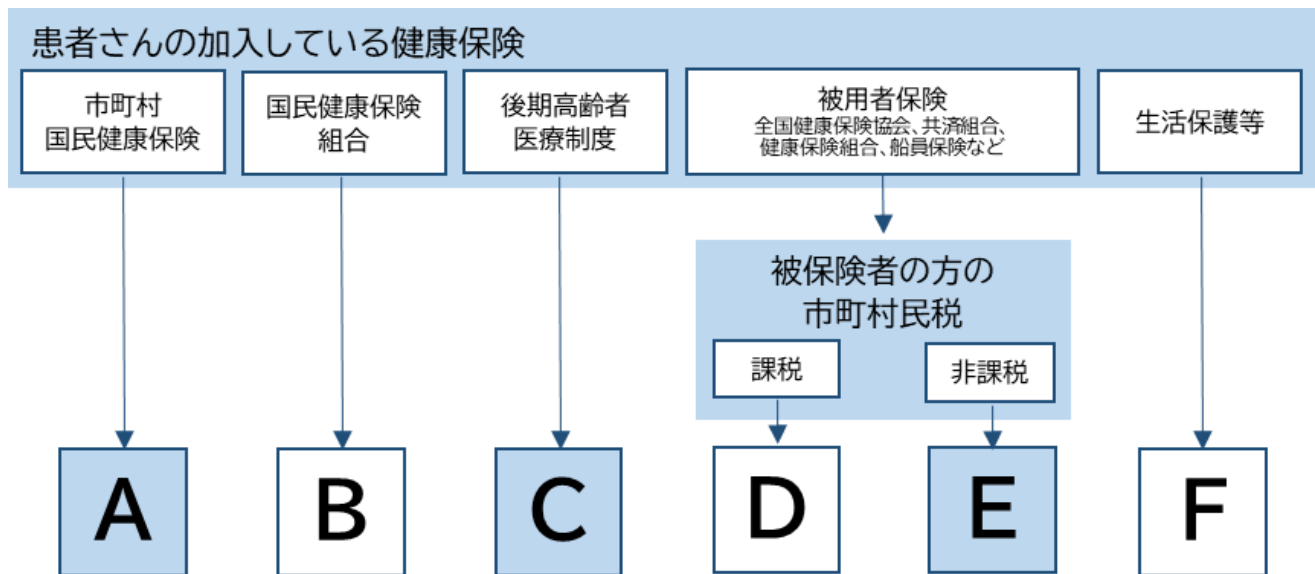 患者さんの加入している健康保険
市町村
国民健康保険
国民健康保険
組合
後期高齢者
医療制度
被用者保険
全国健康保険協会、共済組合、
健康保険組合、船員保険など
生活保護等
被保険者の方の
市町村民税
課税
非課税
A
B
C
D
E
F